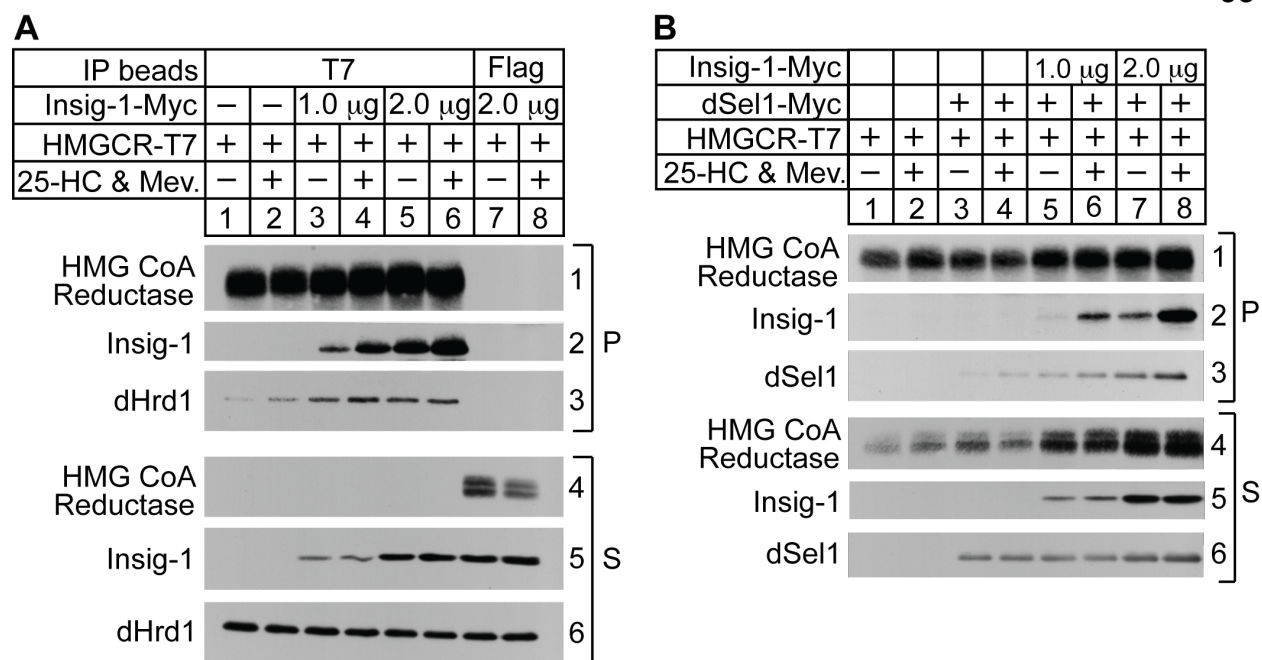 A
IP beads T7 Flag
Insig-1-Myc – – 1.0 μg 2.0 μg 2.0 μg
HMGCR-T7 + + + + + + + +
25-HC & Mev. – + – + – + – +
1 2 3 4 5 6 7 8
HMG CoA
Reductase 1
Insig-1 2 P
dHrd1 3
HMG CoA
Reductase 4
Insig-1 5 S
dHrd1 6
B
Insig-1-Myc 1.0 μg 2.0 μg
dSel1-Myc + + + + + +
HMGCR-T7 + + + + + + + +
25-HC & Mev. – + – + – + – +
1 2 3 4 5 6 7 8
HMG CoA
Reductase 1
Insig-1 2 P
dSel1 3
HMG CoA
Reductase 4
Insig-1 5 S
dSel1 6